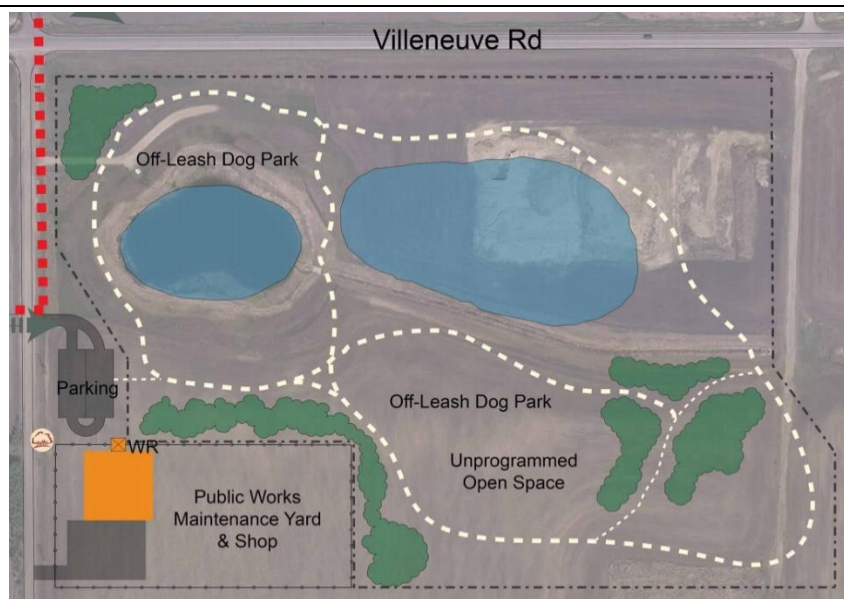 Villeneuve Rd
Off-Leash Dog Park
Parking
Off-Leash Dog Park
WR
Unprogrammed
Open Space
Public Works
Maintenance Yard
& Shop